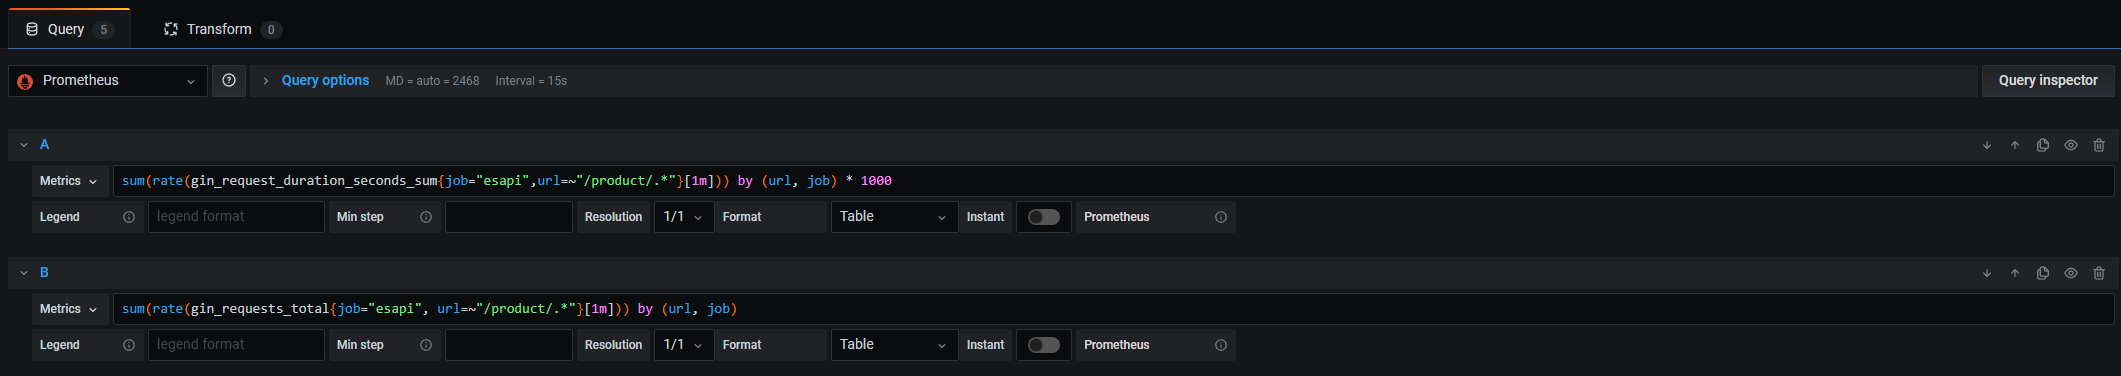 Query 5 Transform 0
Prometheus Query options MD = auto = 2468 Interval = 15s Query inspector
A
Metrics sum(rate(gin_request_duration_seconds_sum{job="esapi",url=~"/product/.*"}[1m])) by (url, job) * 1000
Legend legend format Min step Resolution 1/1 Format Table Instant Prometheus
B
Metrics sum(rate(gin_requests_total{job="esapi", url=~"/product/.*"}[1m])) by (url, job)
Legend legend format Min step Resolution 1/1 Format Table Instant Prometheus